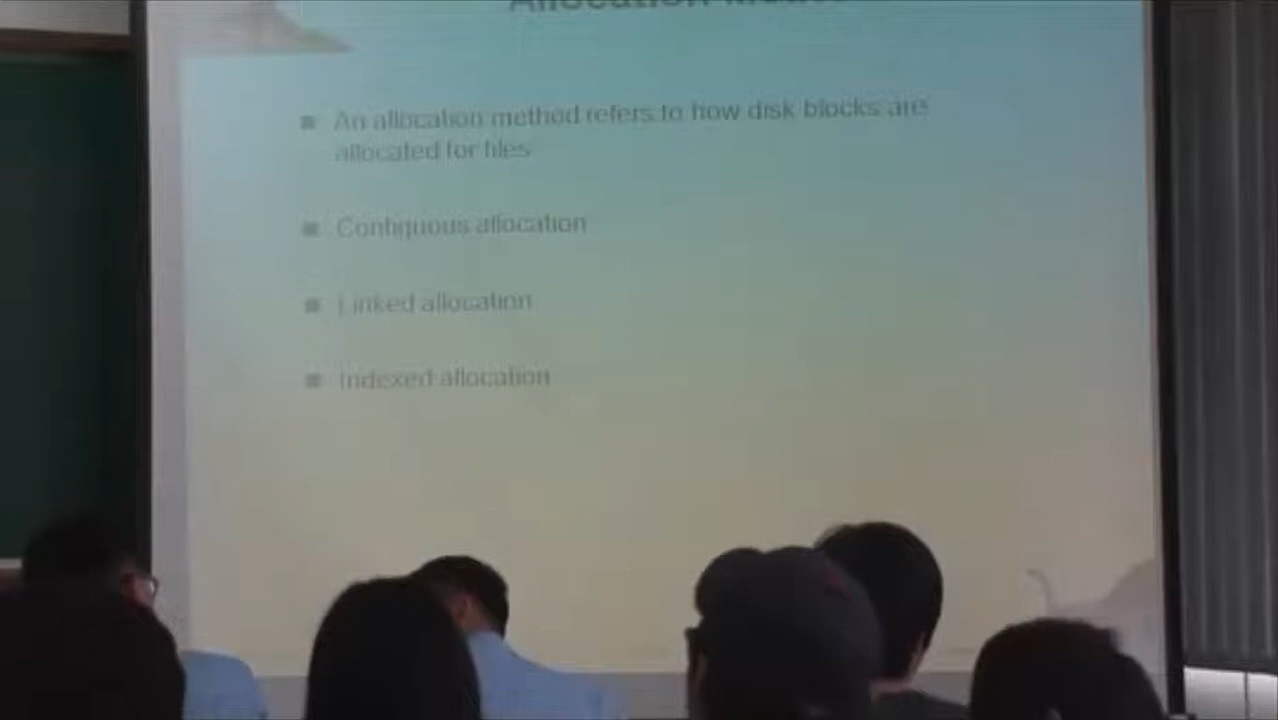 Allocation
An allocation method refers to how disk blocks are
allocated for files
Contiguous allocation
Linked allocation
Indexed allocation